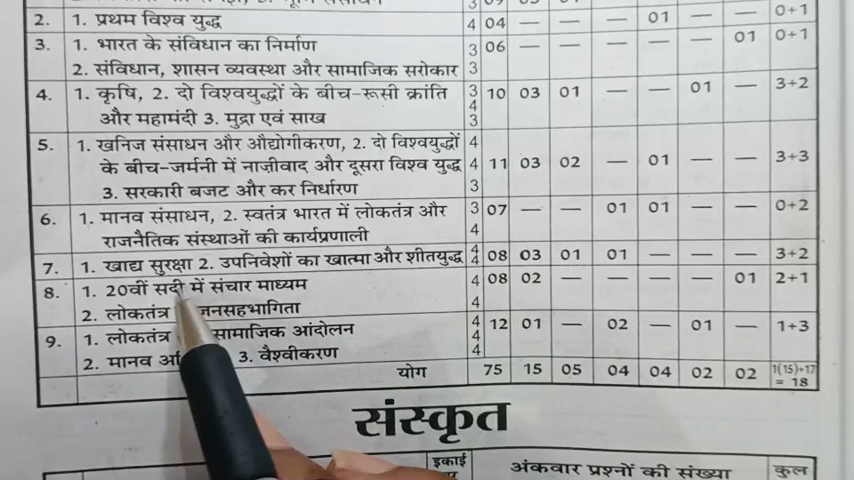 3 09 03 01 — — — —
2. 1. प्रथम विश्व युद्ध 4 04 — — — 01 — — 0+1
3. 1. भारत के संविधान का निर्माण 3 06 — — — — — 01 0+1
2. संविधान, शासन व्यवस्था और सामाजिक सरोकार 3
4. 1. कृषि, 2. दो विश्वयुद्धों के बीच–रूसी क्रांति 3 10 03 01 — — 01 — 3+2
और महामंदी 3. मुद्रा एवं साख 4 3
5. 1. खनिज संसाधन और औद्योगीकरण, 2. दो विश्वयुद्धों 4
के बीच–जर्मनी में नाज़ीवाद और दूसरा विश्व युद्ध 4 11 03 02 — 01 — — 3+3
3. सरकारी बजट और कर निर्धारण 3
6. 1. मानव संसाधन, 2. स्वतंत्र भारत में लोकतंत्र और 3 07 — — 01 01 — — 0+2
राजनैतिक संस्थाओं की कार्यप्रणाली 4
7. 1. खाद्य सुरक्षा 2. उपनिवेशों का खात्मा और शीतयुद्ध 4 4 08 03 01 01 — — — 3+2
8. 1. 20वीं सदी में संचार माध्यम 4 08 02 — — — — 01 2+1
2. लोकतंत्र जनसहभागिता 4
9. 1. लोकतंत्र सामाजिक आंदोलन 4 12 01 — 02 — 01 — 1+3
2. मानव 3. वैश्वीकरण 4 4
योग 75 15 05 04 04 02 02 1(15)+17 = 18
संस्कृत
इकाई अंकवार प्रश्नों की संख्या कुल